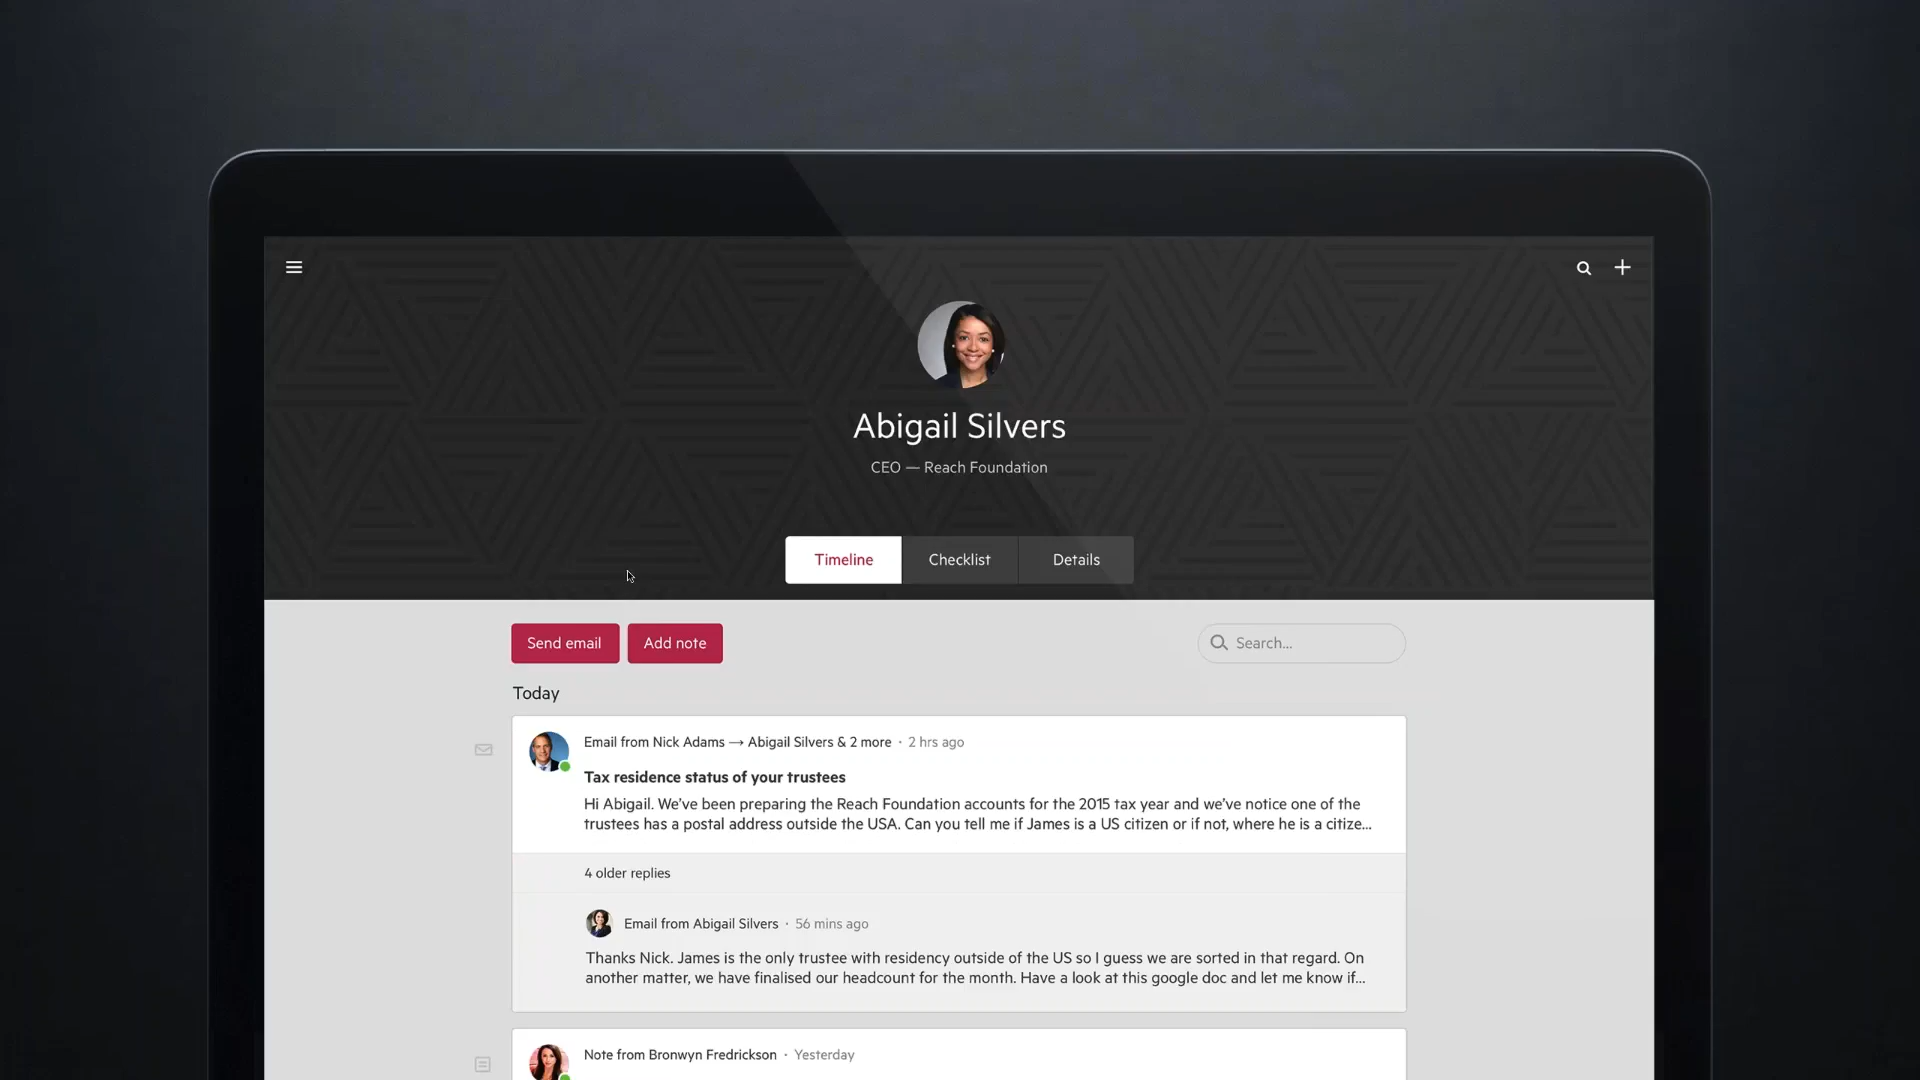 Abigail Silvers
CEO — Reach Foundation
Timeline Checklist Details
Send email Add note Search...
Today
Email from Nick Adams → Abigail Silvers & 2 more · 2 hrs ago
Tax residence status of your trustees
Hi Abigail. We’ve been preparing the Reach Foundation accounts for the 2015 tax year and we’ve notice one of the
trustees has a postal address outside the USA. Can you tell me if James is a US citizen or if not, where he is a citize...
4 older replies
Email from Abigail Silvers · 56 mins ago
Thanks Nick. James is the only trustee with residency outside of the US so I guess we are sorted in that regard. On
another matter, we have finalised our headcount for the month. Have a look at this google doc and let me know if...
Note from Bronwyn Fredrickson · Yesterday